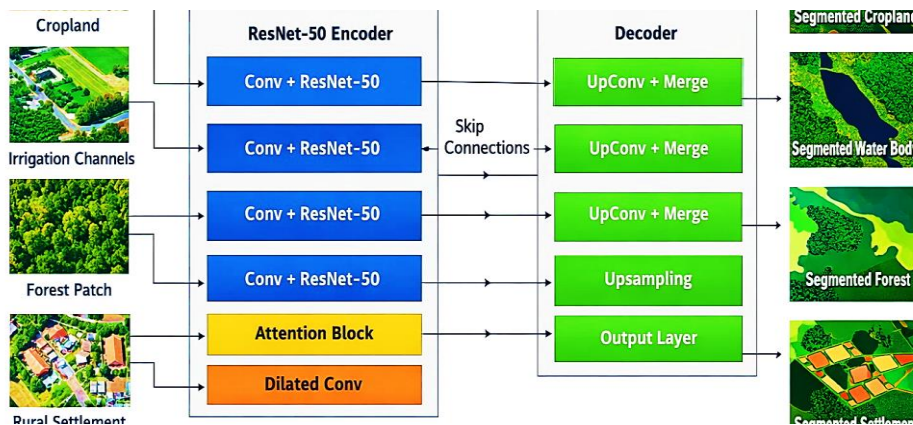 Cropland
Irrigation Channels
Forest Patch
Rural Settlement
ResNet-50 Encoder
Conv + ResNet-50
Conv + ResNet-50
Conv + ResNet-50
Conv + ResNet-50
Attention Block
Dilated Conv
Skip
Connections
Decoder
UpConv + Merge
UpConv + Merge
UpConv + Merge
Upsampling
Output Layer
Segmented Cropland
Segmented Water Body
Segmented Forest
Segmented Settlement